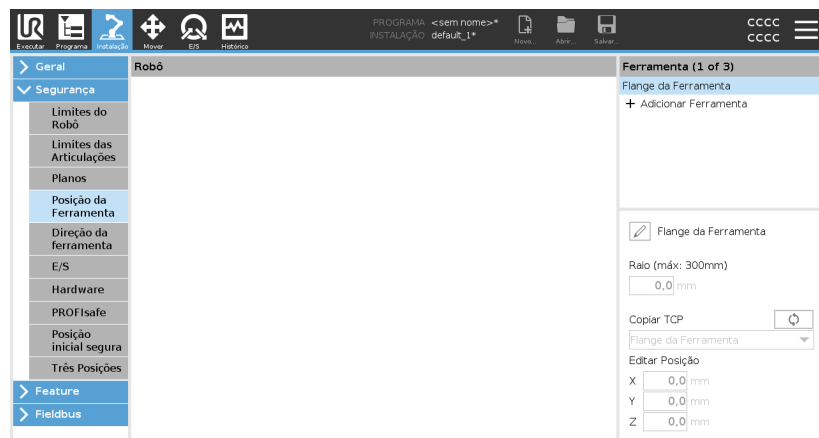 PROGRAMA <sem nome>*
INSTALAÇÃO default_1*
CCCC
CCCC
Executar Programa Instalação Mover E/S Histórico Novo... Abrir... Salvar...
Geral
Segurança
Limites do
Robô
Limites das
Articulações
Planos
Posição da
Ferramenta
Direção da
ferramenta
E/S
Hardware
PROFIsafe
Posição
inicial segura
Três Posições
Feature
Fieldbus
Robô
Ferramenta (1 of 3)
Flange da Ferramenta
+ Adicionar Ferramenta
Flange da Ferramenta
Raio (máx: 300mm)
0,0 mm
Copiar TCP
Flange da Ferramenta
Editar Posição
X 0,0 mm
Y 0,0 mm
Z 0,0 mm